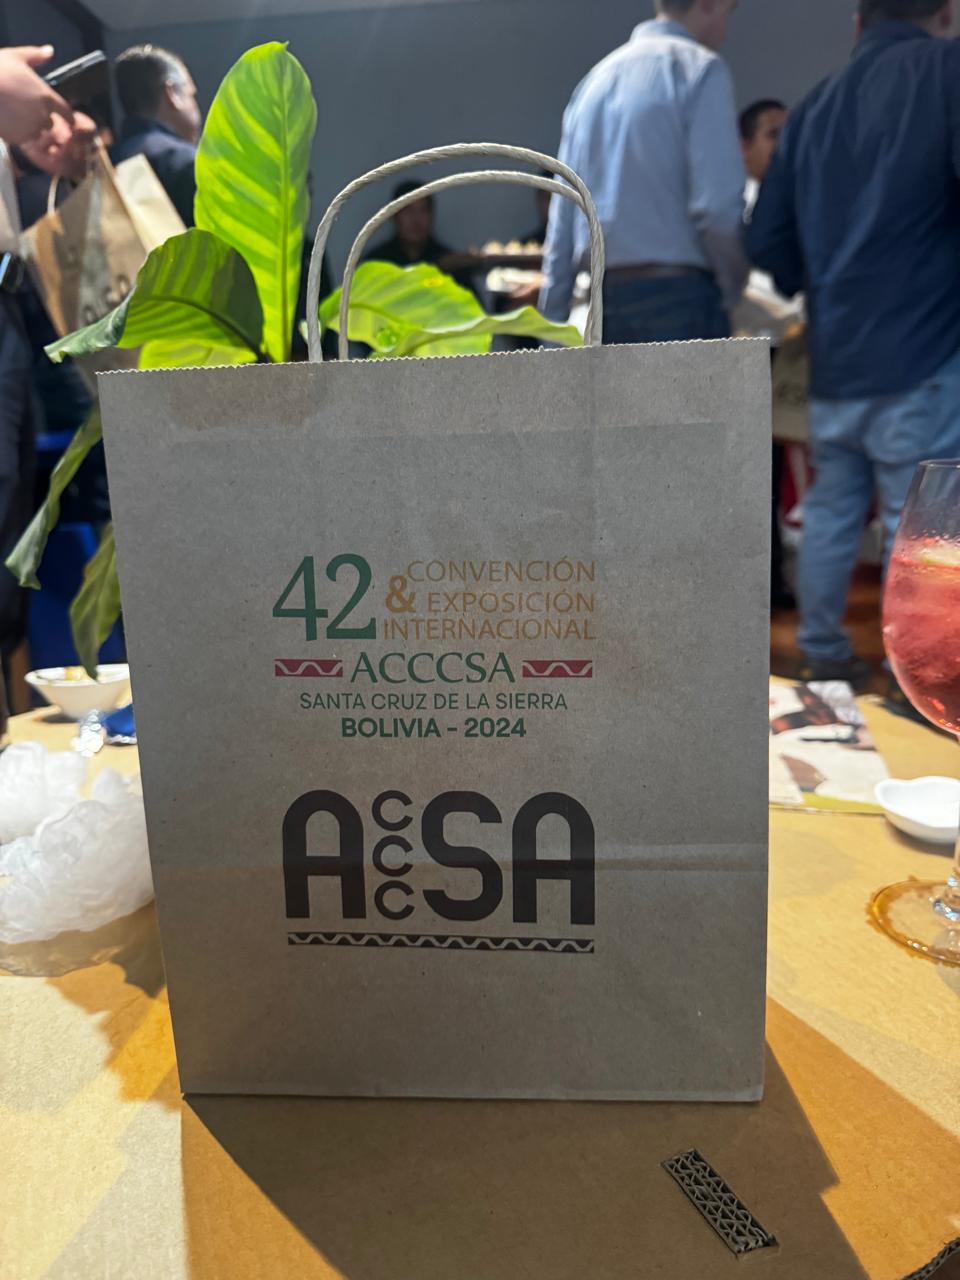 42 & CONVENCIÓN
EXPOSICIÓN
INTERNACIONAL
ACCCSA
SANTA CRUZ DE LA SIERRA
BOLIVIA - 2024
ACCCSA